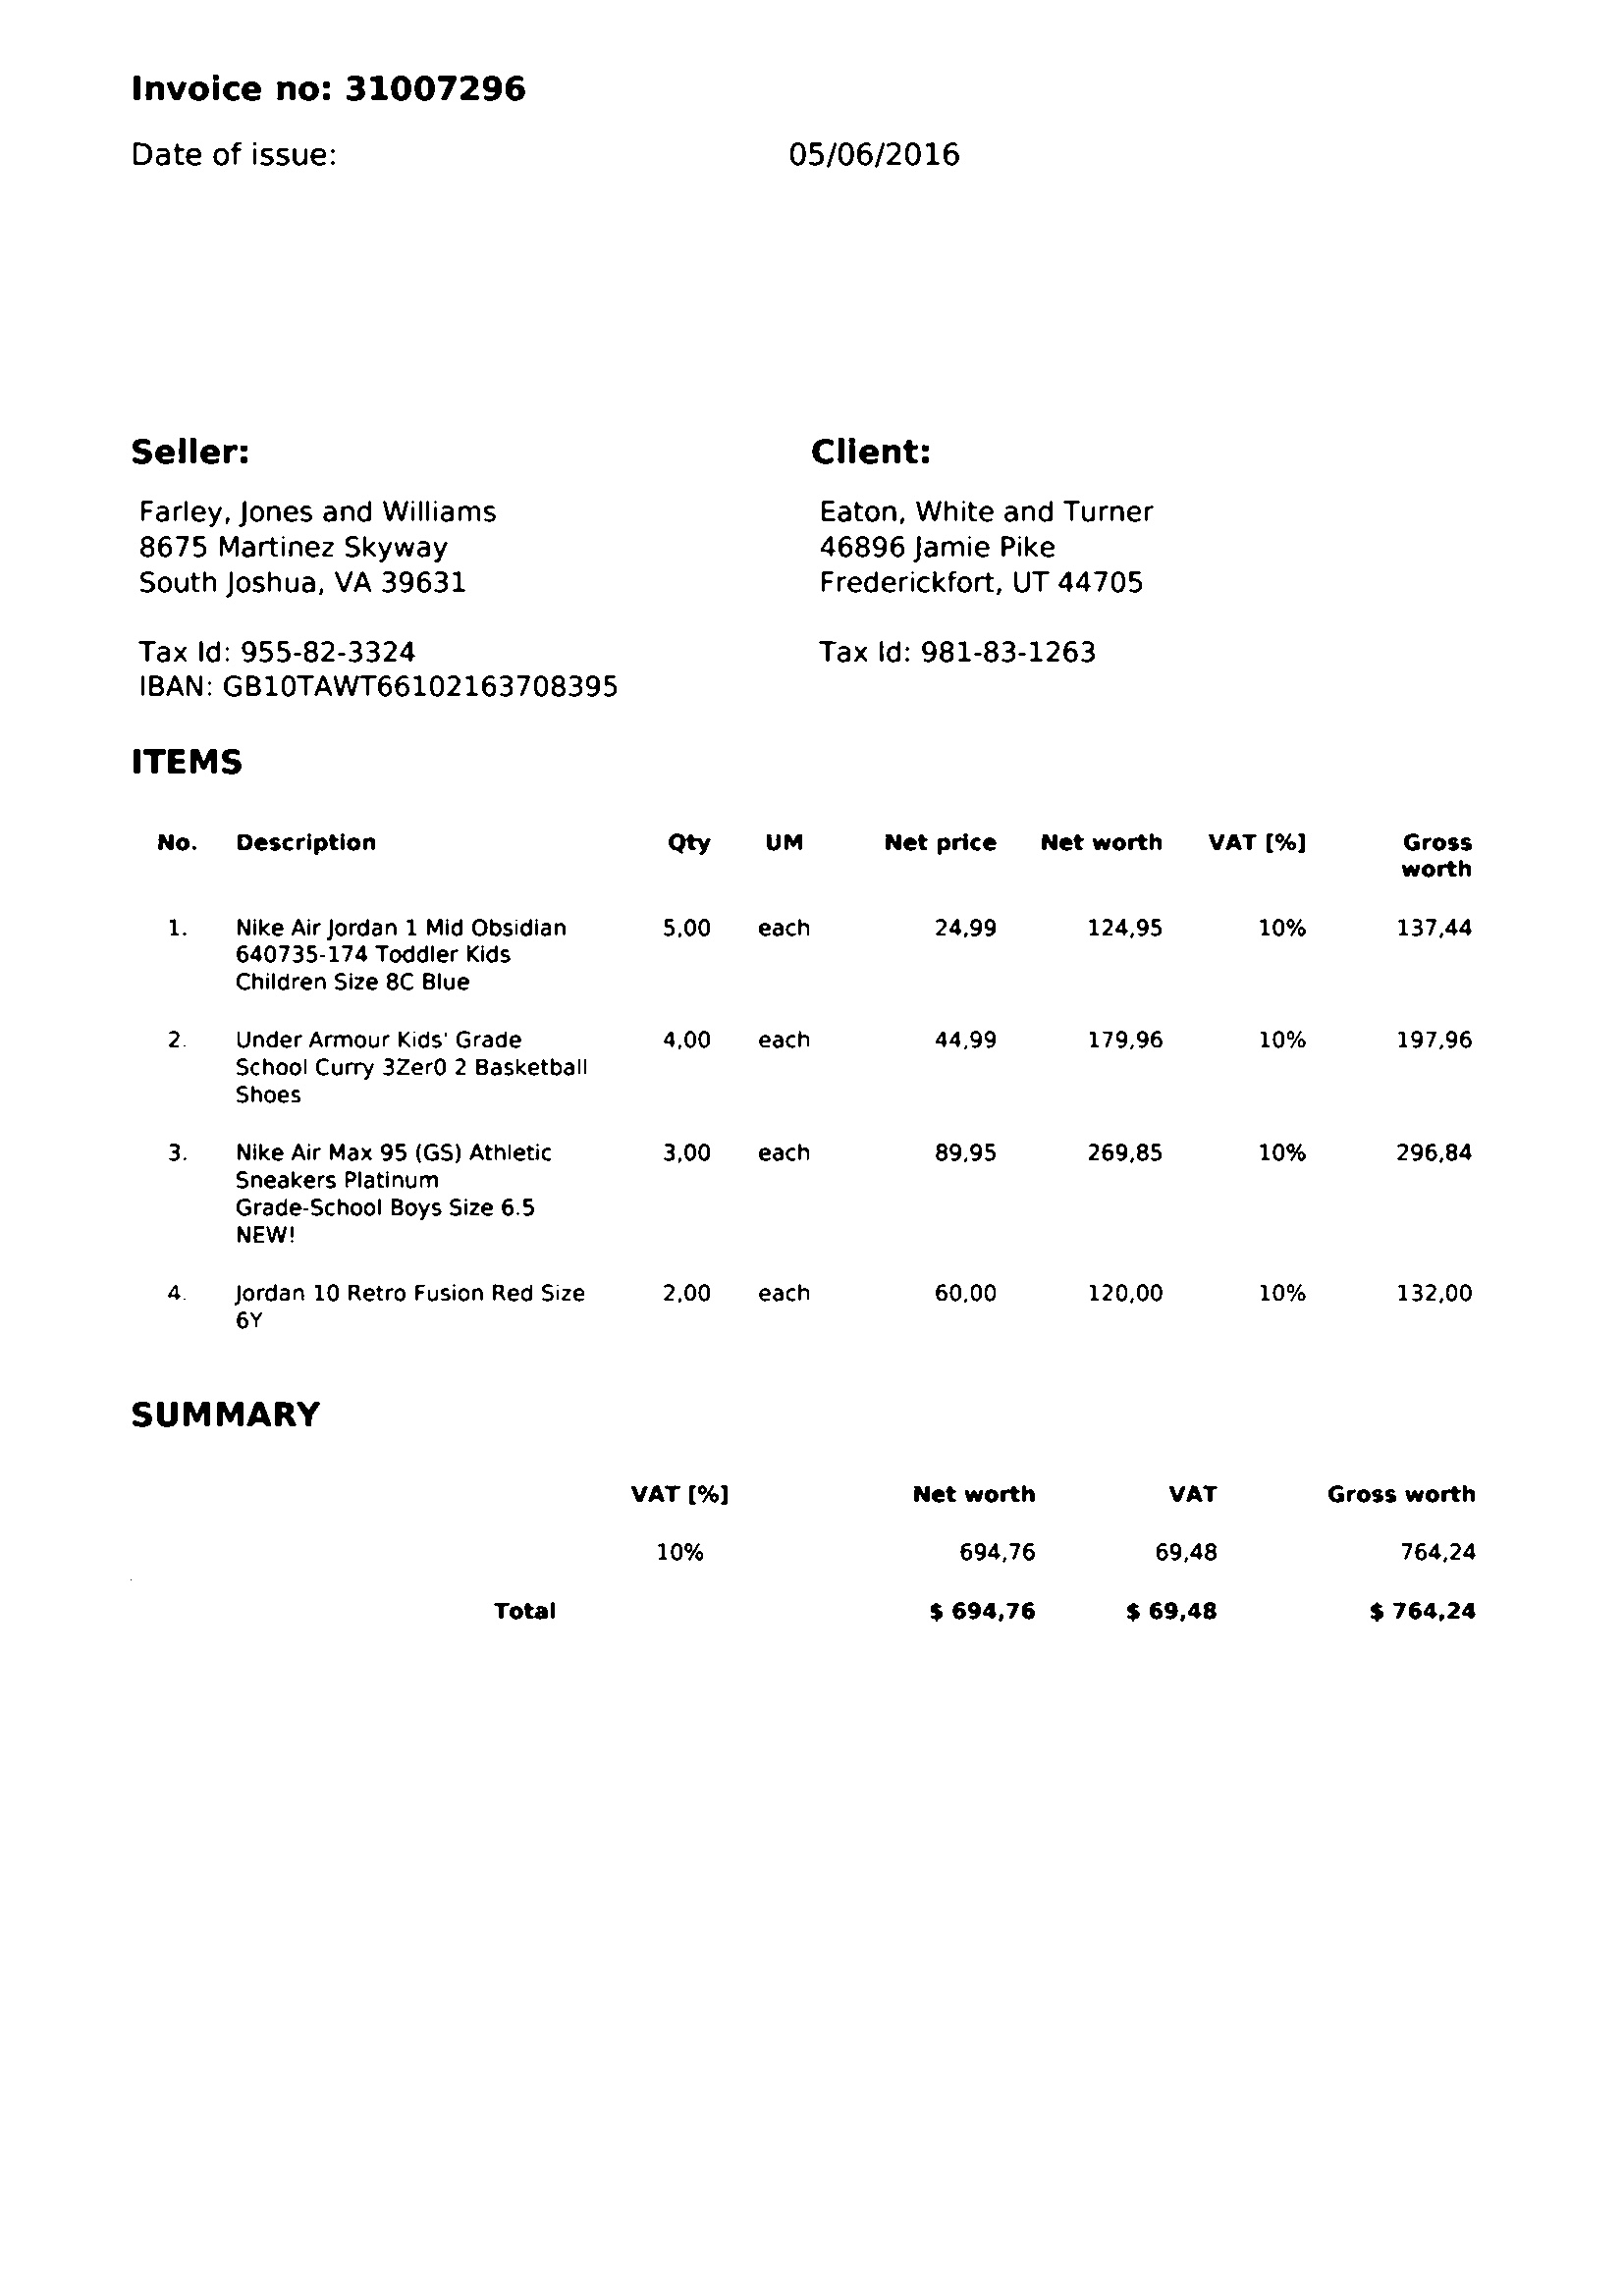 Invoice no: 31007296
Date of issue: 05/06/2016
Seller:
Farley, Jones and Williams
8675 Martinez Skyway
South Joshua, VA 39631
Tax Id: 955-82-3324
IBAN: GB10TAWT66102163708395
Client:
Eaton, White and Turner
46896 Jamie Pike
Frederickfort, UT 44705
Tax Id: 981-83-1263
ITEMS
No. Description Qty UM Net price Net worth VAT [%] Gross
worth
1. Nike Air Jordan 1 Mid Obsidian 5,00 each 24,99 124,95 10% 137,44
640735-174 Toddler Kids
Children Size 8C Blue
2. Under Armour Kids' Grade 4,00 each 44,99 179,96 10% 197,96
School Curry 3Zer0 2 Basketball
Shoes
3. Nike Air Max 95 (GS) Athletic 3,00 each 89,95 269,85 10% 296,84
Sneakers Platinum
Grade-School Boys Size 6.5
NEW!
4. Jordan 10 Retro Fusion Red Size 2,00 each 60,00 120,00 10% 132,00
6Y
SUMMARY
VAT [%] Net worth VAT Gross worth
10% 694,76 69,48 764,24
Total $ 694,76 $ 69,48 $ 764,24